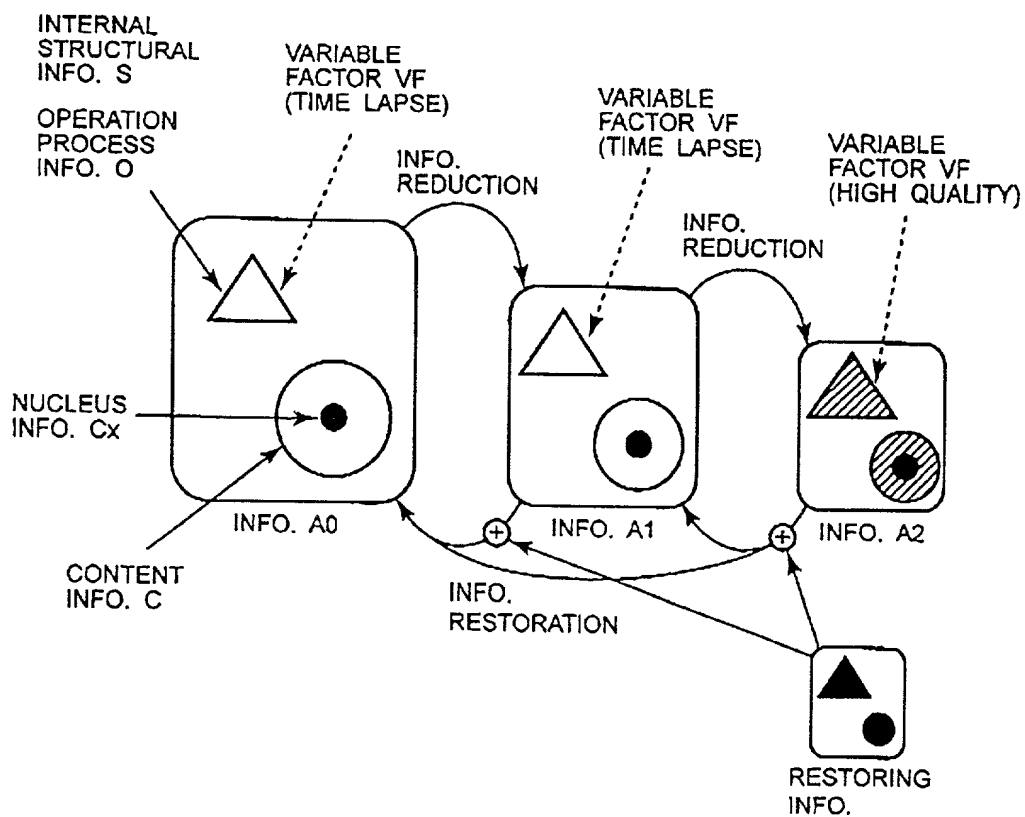 INTERNAL
STRUCTURAL
INFO. S
OPERATION
PROCESS
INFO. O
VARIABLE
FACTOR VF
(TIME LAPSE)
INFO.
REDUCTION
VARIABLE
FACTOR VF
(TIME LAPSE)
INFO.
REDUCTION
VARIABLE
FACTOR VF
(HIGH QUALITY)
NUCLEUS
INFO. Cx
CONTENT
INFO. C
INFO. A0
INFO. A1
INFO. A2
INFO.
RESTORATION
RESTORING
INFO.